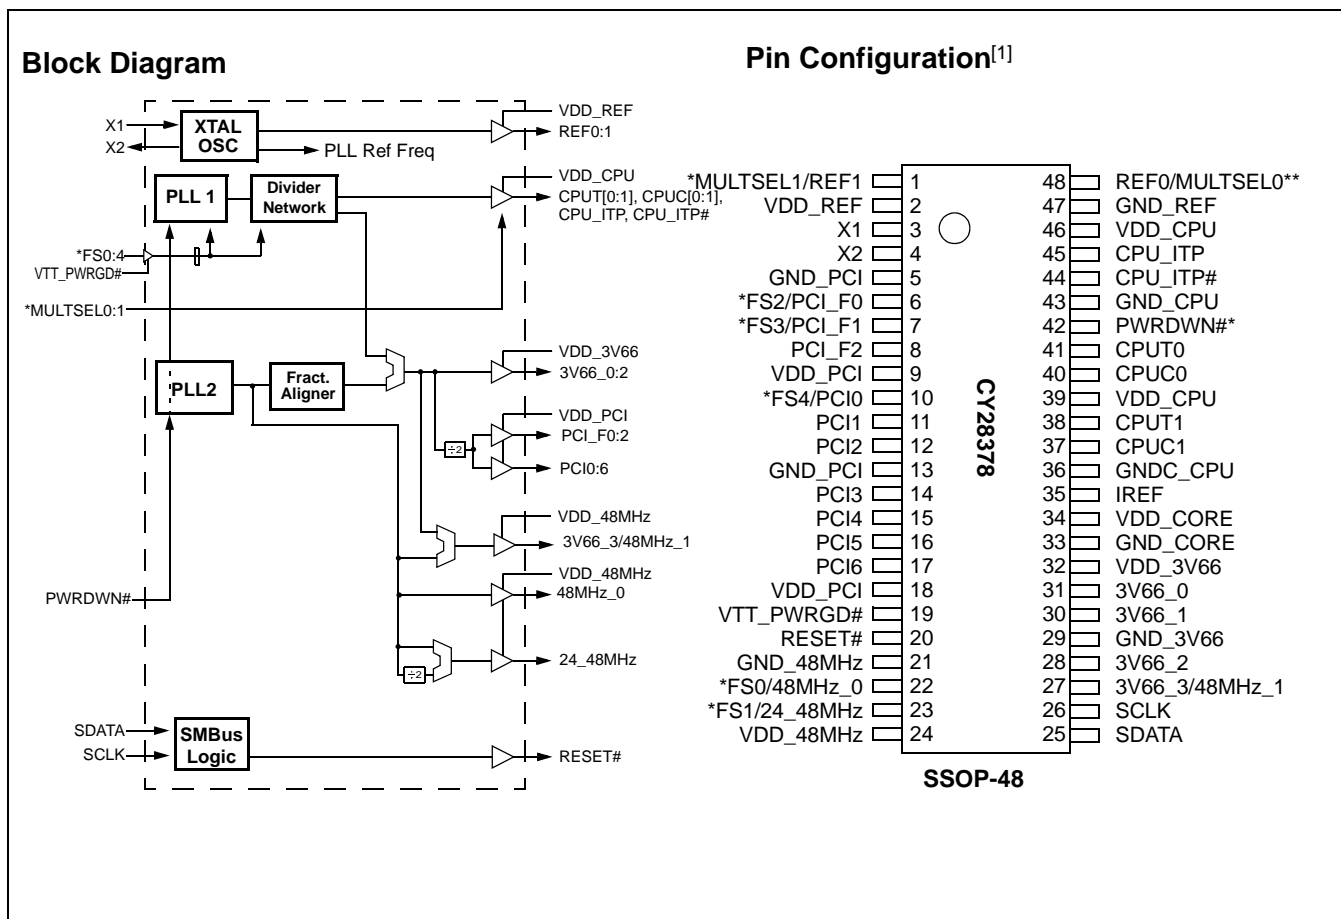 Block Diagram
Pin Configuration[1]
X1
X2
XTAL
OSC
PLL Ref Freq
VDD_REF
REF0:1
PLL 1
Divider
Network
VDD_CPU
CPUT[0:1], CPUC[0:1],
CPU_ITP, CPU_ITP#
*FS0:4
VTT_PWRGD#
*MULTSEL0:1
PLL2
Fract.
Aligner
VDD_3V66
3V66_0:2
VDD_PCI
PCI_F0:2
÷2
PCI0:6
VDD_48MHz
3V66_3/48MHz_1
VDD_48MHz
48MHz_0
PWRDWN#
÷2
24_48MHz
SDATA
SCLK
SMBus
Logic
RESET#
*MULTSEL1/REF1 1 48 REF0/MULTSEL0**
VDD_REF 2 47 GND_REF
X1 3 46 VDD_CPU
X2 4 45 CPU_ITP
GND_PCI 5 44 CPU_ITP#
*FS2/PCI_F0 6 43 GND_CPU
*FS3/PCI_F1 7 42 PWRDWN#*
PCI_F2 8 41 CPUT0
VDD_PCI 9 40 CPUC0
*FS4/PCI0 10 39 VDD_CPU
PCI1 11 38 CPUT1
PCI2 12 37 CPUC1
GND_PCI 13 36 GNDC_CPU
PCI3 14 35 IREF
PCI4 15 34 VDD_CORE
PCI5 16 33 GND_CORE
PCI6 17 32 VDD_3V66
VDD_PCI 18 31 3V66_0
VTT_PWRGD# 19 30 3V66_1
RESET# 20 29 GND_3V66
GND_48MHz 21 28 3V66_2
*FS0/48MHz_0 22 27 3V66_3/48MHz_1
*FS1/24_48MHz 23 26 SCLK
VDD_48MHz 24 25 SDATA
CY28378
SSOP-48